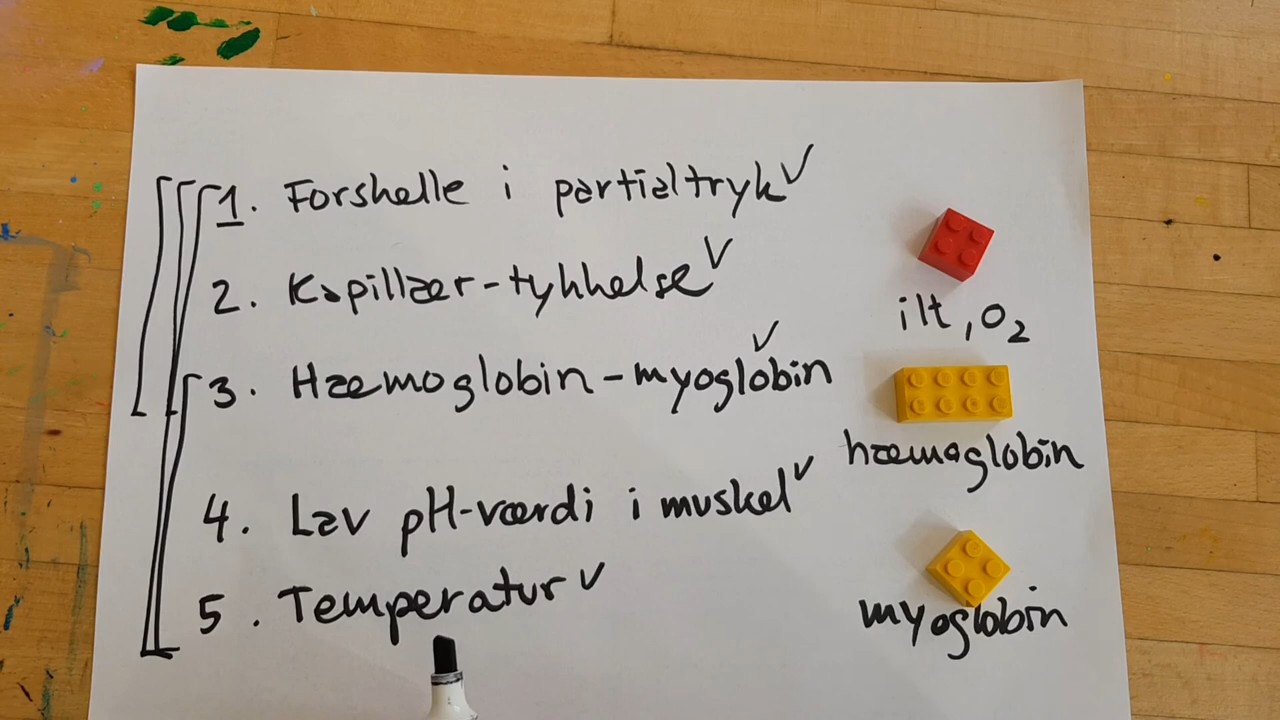 1. Forskelle i partialtryk ✓
2. Kapillær-tykkelse ✓
3. Hæmoglobin-myoglobin ✓
4. Lav pH-værdi i muskel ✓
5. Temperatur ✓
ilt, O₂
hæmoglobin
myoglobin